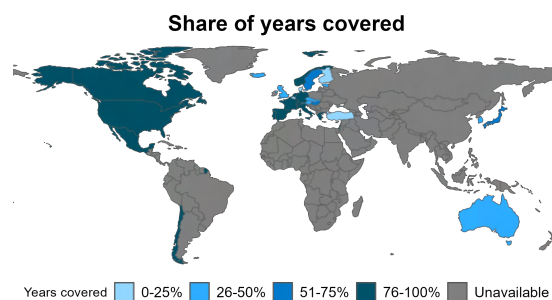 Share of years covered
Years covered 0-25% 26-50% 51-75% 76-100% Unavailable